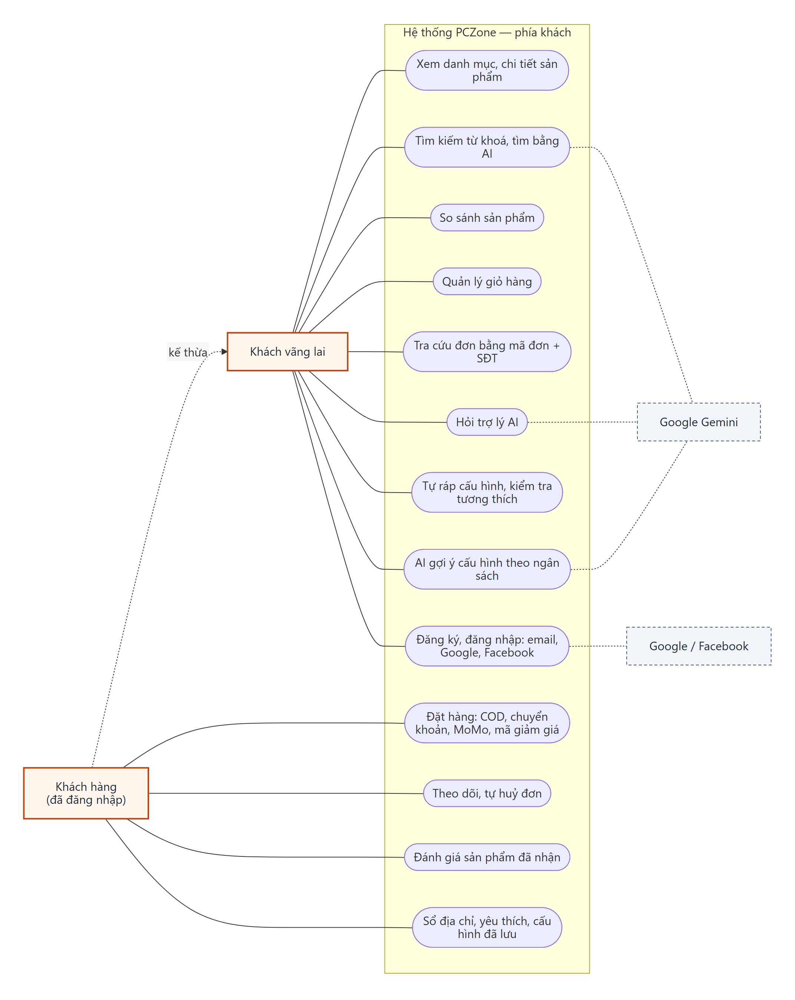 Hệ thống PCZone — phía khách
Xem danh mục, chi tiết sản
phẩm
Tìm kiếm từ khoá, tìm bằng
AI
So sánh sản phẩm
Quản lý giỏ hàng
kế thừa
Khách vãng lai
Tra cứu đơn bằng mã đơn +
SĐT
Hỏi trợ lý AI
Google Gemini
Tự ráp cấu hình, kiểm tra
tương thích
AI gợi ý cấu hình theo ngân
sách
Đăng ký, đăng nhập: email,
Google, Facebook
Google / Facebook
Đặt hàng: COD, chuyển
khoản, MoMo, mã giảm giá
Khách hàng
(đã đăng nhập)
Theo dõi, tự huỷ đơn
Đánh giá sản phẩm đã nhận
Sổ địa chỉ, yêu thích, cấu
hình đã lưu